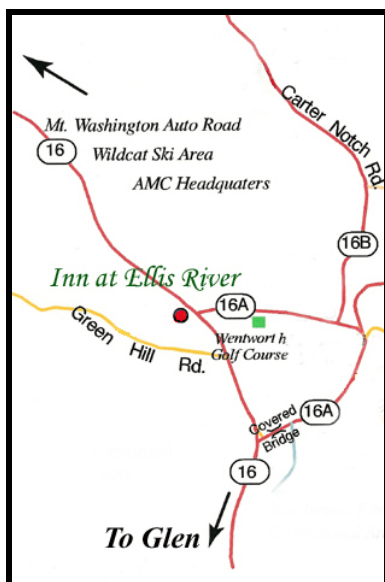 Carter Notch Rd.
Mt. Washington Auto Road
16
Wildcat Ski Area
AMC Headquaters
16B
Inn at Ellis River
16A
Green Hill Rd.
Wentwort h
Golf Course
16A
Covered
Bridge
16
To Glen